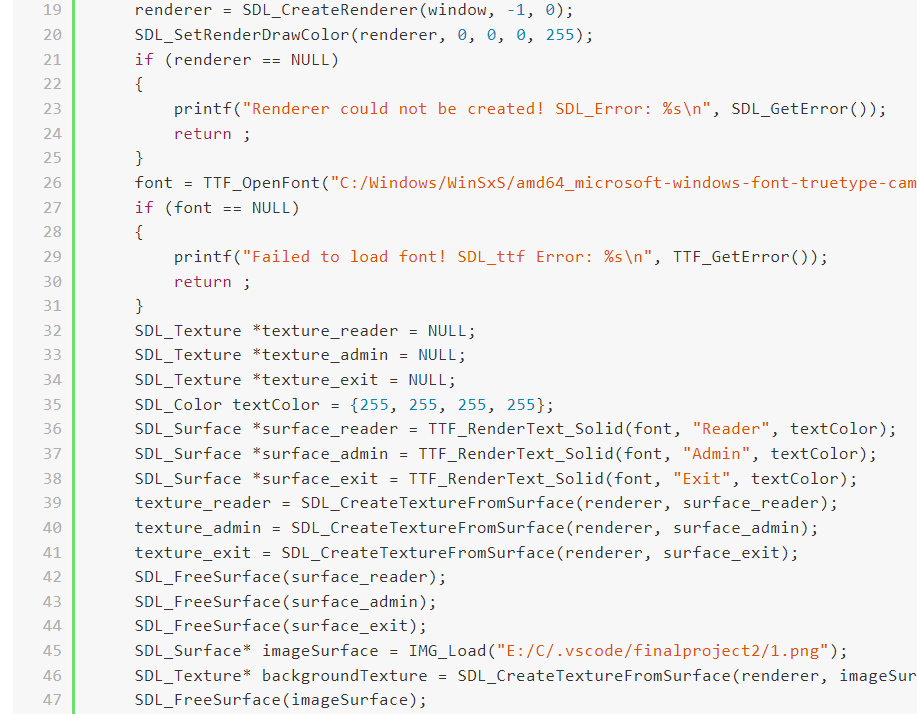 19 renderer = SDL_CreateRenderer(window, -1, 0);
20 SDL_SetRenderDrawColor(renderer, 0, 0, 0, 255);
21 if (renderer == NULL)
22 {
23 printf("Renderer could not be created! SDL_Error: %s\n", SDL_GetError());
24 return ;
25 }
26 font = TTF_OpenFont("C:/Windows/WinSxS/amd64_microsoft-windows-font-truetype-cam
27 if (font == NULL)
28 {
29 printf("Failed to load font! SDL_ttf Error: %s\n", TTF_GetError());
30 return ;
31 }
32 SDL_Texture *texture_reader = NULL;
33 SDL_Texture *texture_admin = NULL;
34 SDL_Texture *texture_exit = NULL;
35 SDL_Color textColor = {255, 255, 255, 255};
36 SDL_Surface *surface_reader = TTF_RenderText_Solid(font, "Reader", textColor);
37 SDL_Surface *surface_admin = TTF_RenderText_Solid(font, "Admin", textColor);
38 SDL_Surface *surface_exit = TTF_RenderText_Solid(font, "Exit", textColor);
39 texture_reader = SDL_CreateTextureFromSurface(renderer, surface_reader);
40 texture_admin = SDL_CreateTextureFromSurface(renderer, surface_admin);
41 texture_exit = SDL_CreateTextureFromSurface(renderer, surface_exit);
42 SDL_FreeSurface(surface_reader);
43 SDL_FreeSurface(surface_admin);
44 SDL_FreeSurface(surface_exit);
45 SDL_Surface* imageSurface = IMG_Load("E:/C/.vscode/finalproject2/1.png");
46 SDL_Texture* backgroundTexture = SDL_CreateTextureFromSurface(renderer, imageSur
47 SDL_FreeSurface(imageSurface);